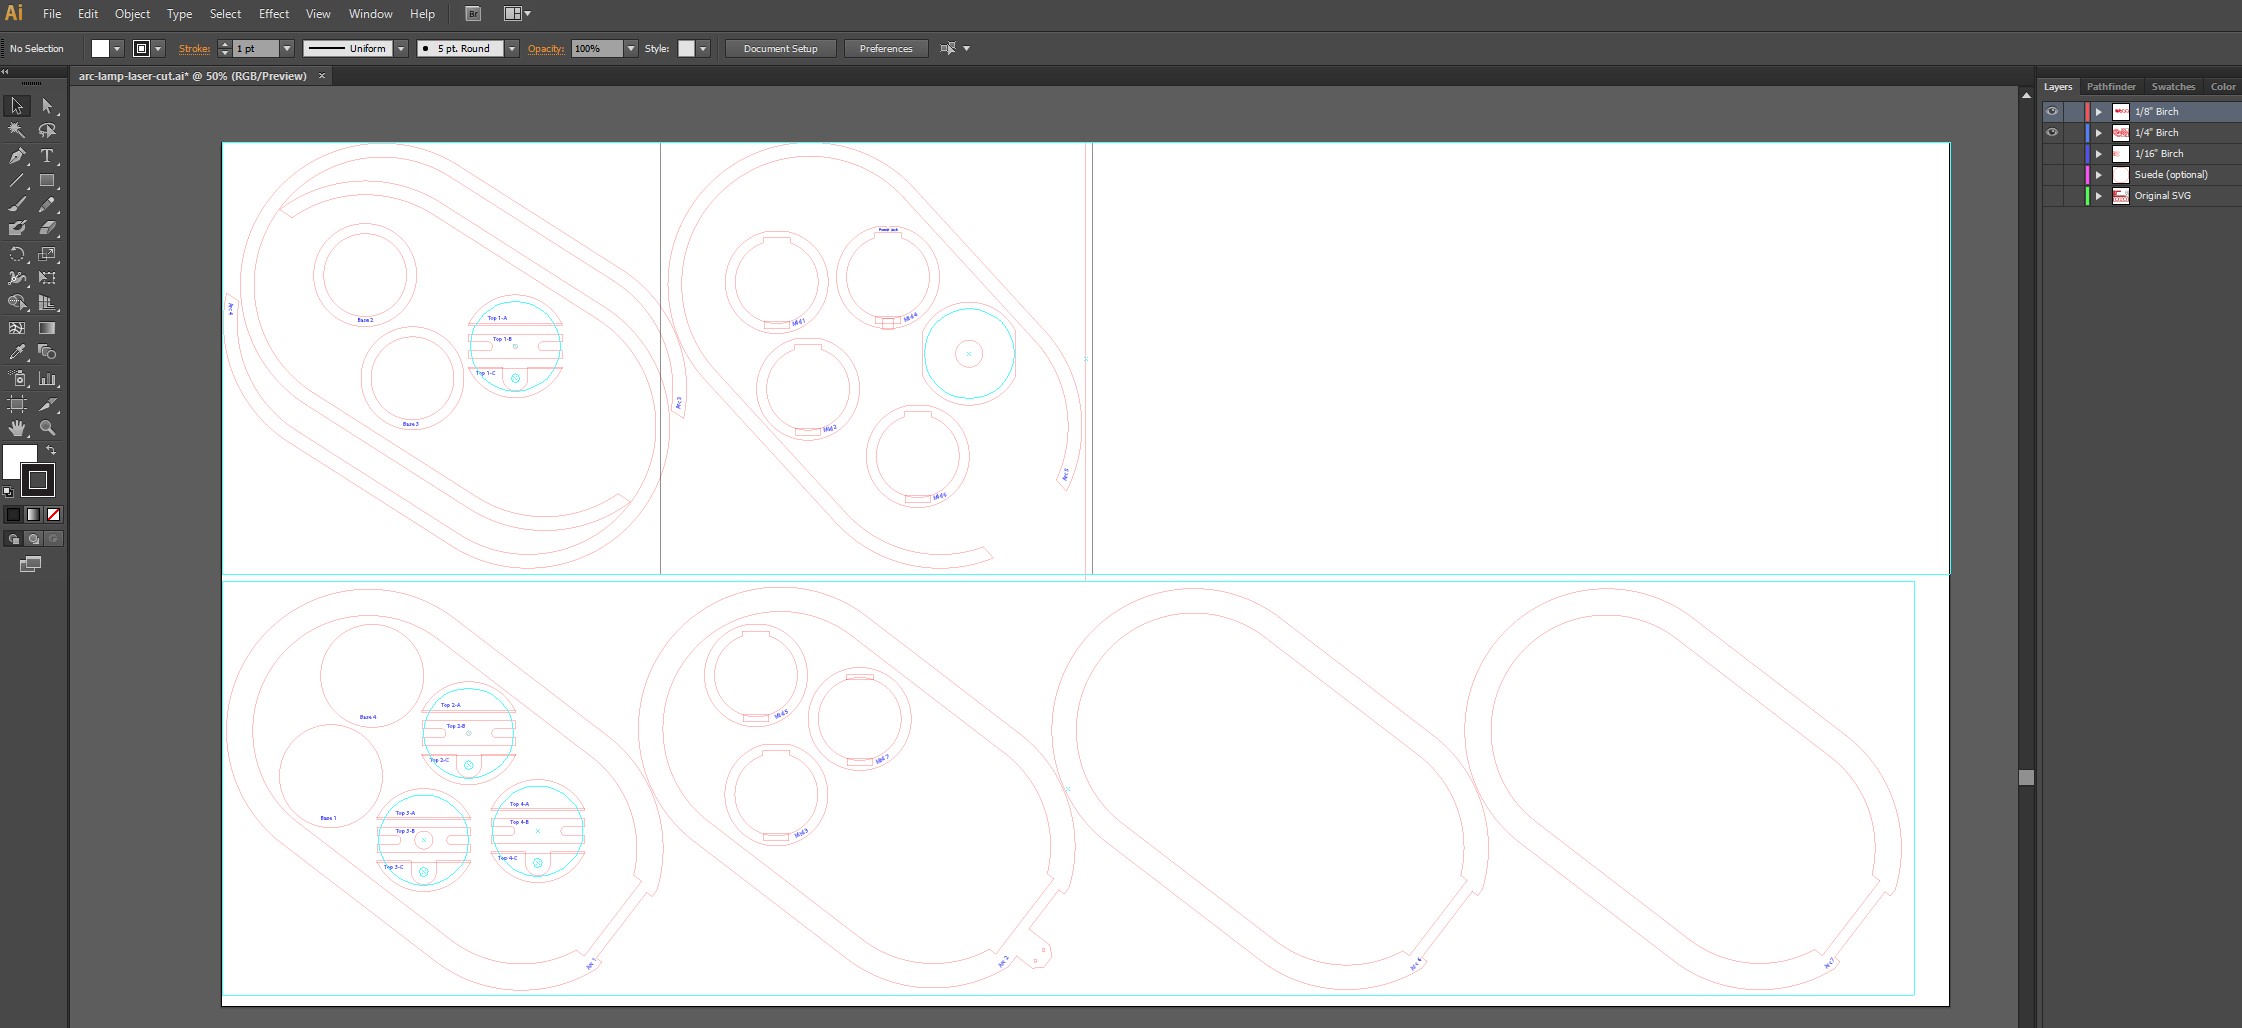 Ai File Edit Object Type Select Effect View Window Help Br
No Selection Stroke: 1 pt Uniform 5 pt. Round Opacity: 100% Style: Document Setup Preferences
arc-lamp-laser-cut.ai* @ 50% (RGB/Preview) ×
Layers Pathfinder Swatches Color
1/8" Birch
1/4" Birch
1/16" Birch
Suede (optional)
Original SVG
Power Jack
Arc 4
Base 2
Top 1-A
Top 1-B
Top 1-C
Base 3
Arc 3
Mid 1
Mid 4
Mid 2
Mid 6
Arc 5
Base 4
Top 2-A
Top 2-B
Top 2-C
Base 1
Top 3-A
Top 3-B
Top 3-C
Top 4-A
Top 4-B
Top 4-C
Arc 1
Mid 5
Mid 7
Mid 3
Arc 2
Arc 6
Arc 7